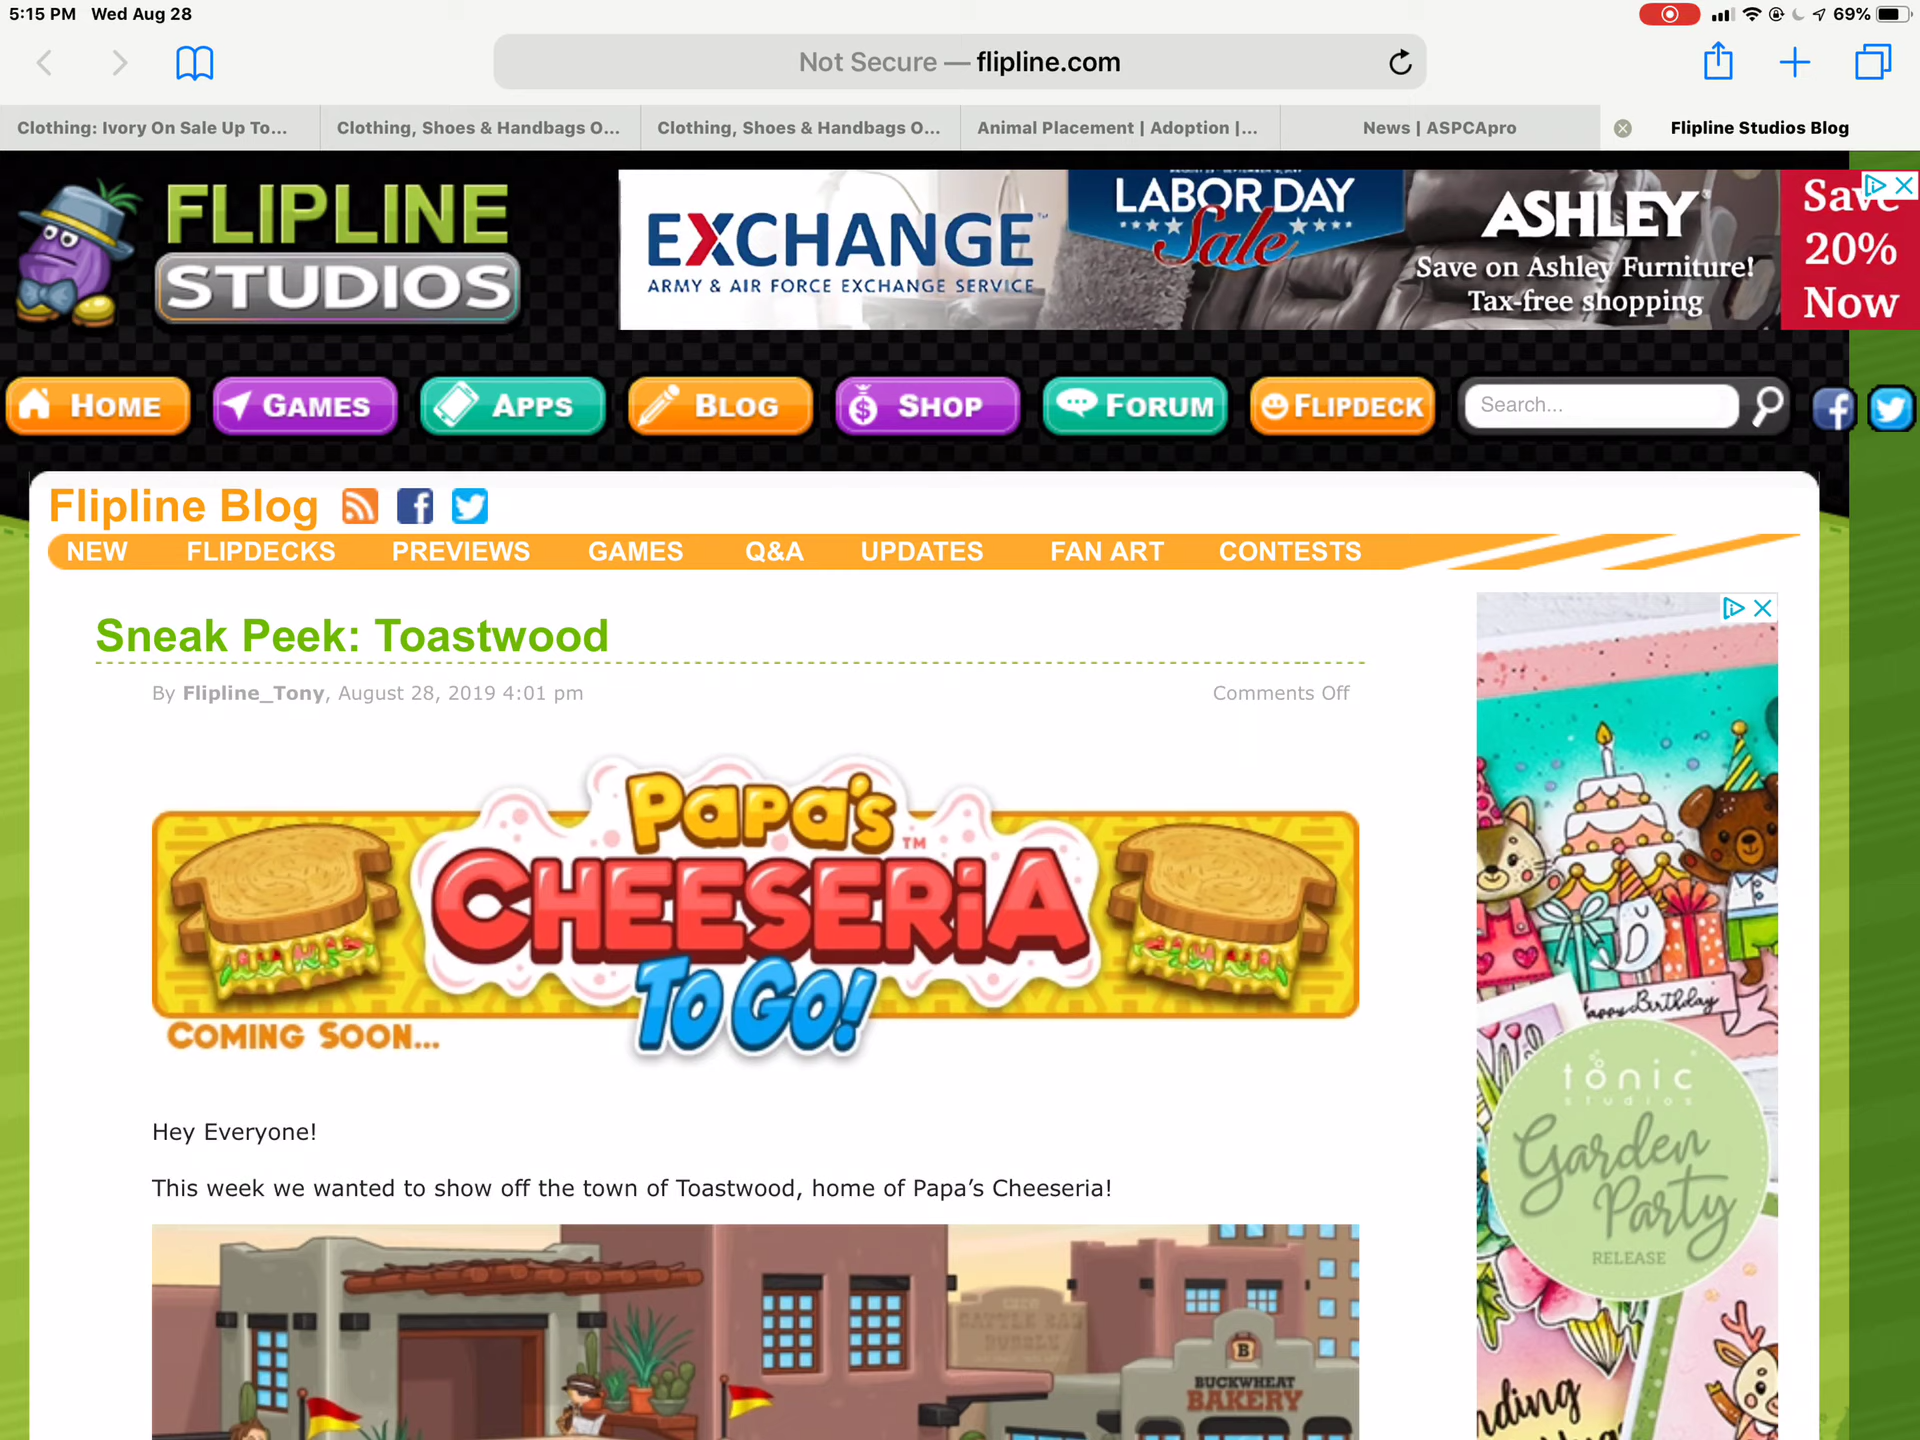 5:15 PM Wed Aug 28
69%
Not Secure — flipline.com
Clothing: Ivory On Sale Up To...
Clothing, Shoes & Handbags O...
Clothing, Shoes & Handbags O...
Animal Placement | Adoption |...
News | ASPCApro
Flipline Studios Blog
FLIPLINE
STUDIOS
EXCHANGE
ARMY & AIR FORCE EXCHANGE SERVICE
LABOR DAY
Sale
ASHLEY
Save on Ashley Furniture!
Tax-free shopping
Save
20%
Now
HOME
GAMES
APPS
BLOG
SHOP
FORUM
FLIPDECK
Search...
Flipline Blog
NEW FLIPDECKS PREVIEWS GAMES Q&A UPDATES FAN ART CONTESTS
Sneak Peek: Toastwood
By Flipline_Tony, August 28, 2019 4:01 pm
Comments Off
Papa's
CHEESERIA
TM
TO GO!
COMING SOON...
Hey Everyone!
This week we wanted to show off the town of Toastwood, home of Papa's Cheeseria!
B
BUCKWHEAT
BAKERY
Happy Birthday
tonic
studios
Garden
Party
RELEASE